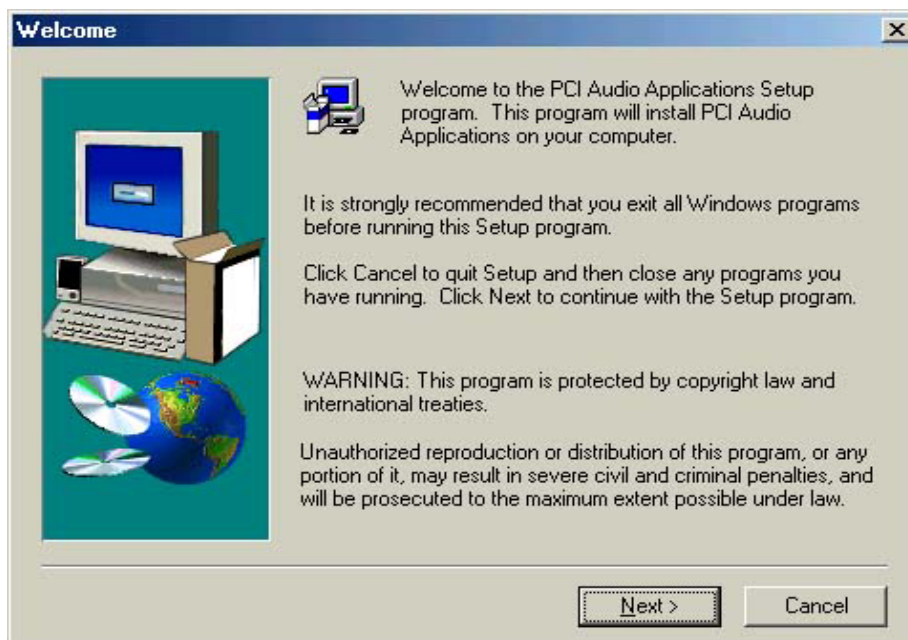 Welcome
Welcome to the PCI Audio Applications Setup
program.  This program will install PCI Audio
Applications on your computer.
It is strongly recommended that you exit all Windows programs
before running this Setup program.
Click Cancel to quit Setup and then close any programs you
have running.  Click Next to continue with the Setup program.
WARNING: This program is protected by copyright law and
international treaties.
Unauthorized reproduction or distribution of this program, or any
portion of it, may result in severe civil and criminal penalties, and
will be prosecuted to the maximum extent possible under law.
Next >
Cancel